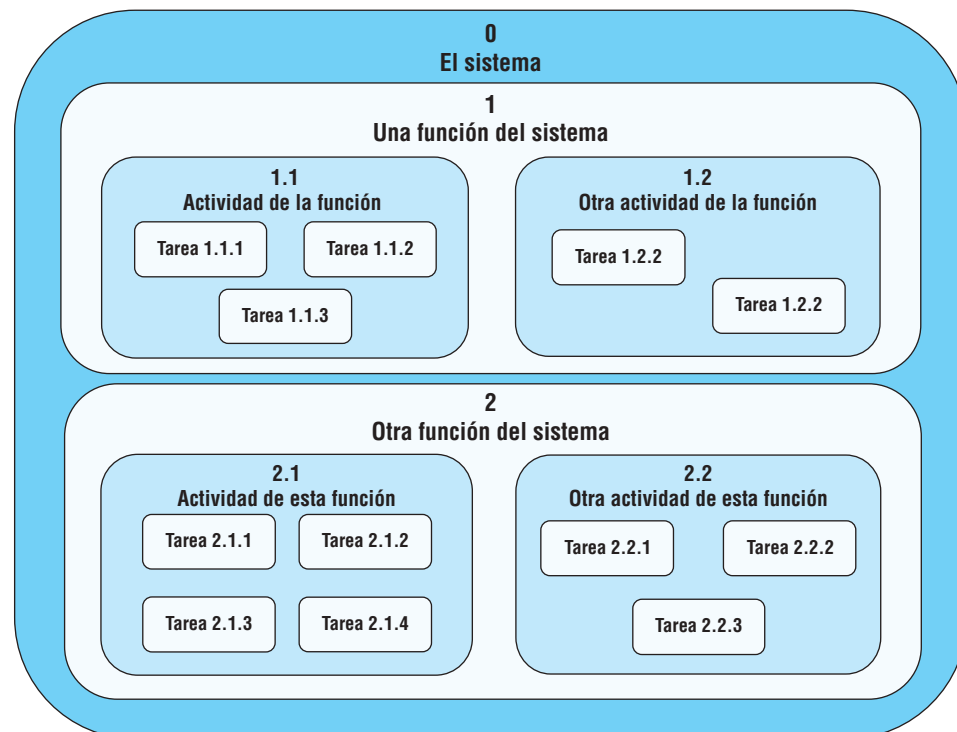 0
El sistema
1
Una función del sistema
1.1
Actividad de la función
Tarea 1.1.1
Tarea 1.1.2
Tarea 1.1.3
1.2
Otra actividad de la función
Tarea 1.2.2
Tarea 1.2.2
2
Otra función del sistema
2.1
Actividad de esta función
Tarea 2.1.1
Tarea 2.1.2
Tarea 2.1.3
Tarea 2.1.4
2.2
Otra actividad de esta función
Tarea 2.2.1
Tarea 2.2.2
Tarea 2.2.3